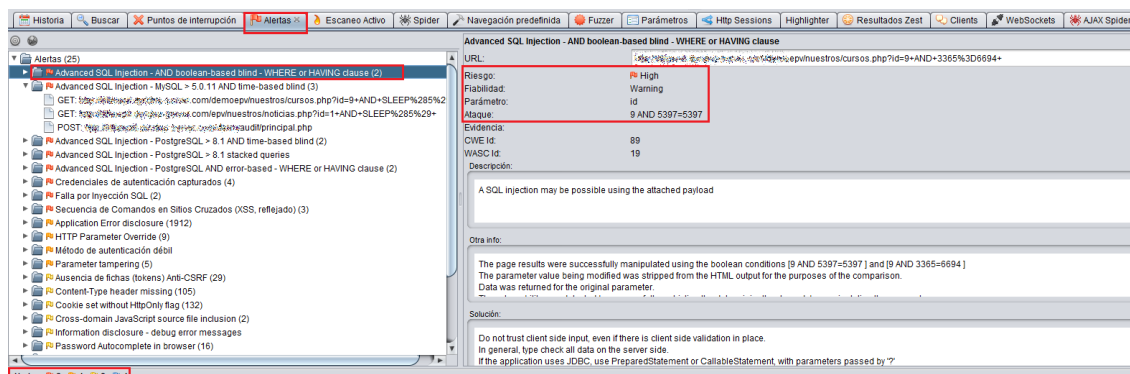 Historia Buscar Puntos de interrupción Alertas Escaneo Activo Spider Navegación predefinida Fuzzer Parámetros Http Sessions Highlighter Resultados Zest Clients WebSockets AJAX Spider
Alertas (25)
Advanced SQL Injection - AND boolean-based blind - WHERE or HAVING clause (2)
Advanced SQL Injection - MySQL > 5.0.11 AND time-based blind (3)
GET: .com/demoepv/nuestros/cursos.php?id=9+AND+SLEEP%285%2
GET: .com/epv/nuestros/noticias.php?id=1+AND+SLEEP%285%29+
POST: audit/principal.php
Advanced SQL Injection - PostgreSQL > 8.1 AND time-based blind (2)
Advanced SQL Injection - PostgreSQL > 8.1 stacked queries
Advanced SQL Injection - PostgreSQL AND error-based - WHERE or HAVING clause (2)
Credenciales de autenticación capturados (4)
Falla por Inyección SQL (2)
Secuencia de Comandos en Sitios Cruzados (XSS, reflejado) (3)
Application Error disclosure (1912)
HTTP Parameter Override (9)
Método de autenticación débil
Parameter tampering (5)
Ausencia de fichas (tokens) Anti-CSRF (29)
Content-Type header missing (105)
Cookie set without HttpOnly flag (132)
Cross-domain JavaScript source file inclusion (2)
Information disclosure - debug error messages
Password Autocomplete in browser (16)
Advanced SQL Injection - AND boolean-based blind - WHERE or HAVING clause
URL: epv/nuestros/cursos.php?id=9+AND+3365%3D6694+
Riesgo: High
Fiabilidad: Warning
Parámetro: id
Ataque: 9 AND 5397=5397
Evidencia:
CWE Id: 89
WASC Id: 19
Descripción:
A SQL injection may be possible using the attached payload
Otra info:
The page results were successfully manipulated using the boolean conditions [9 AND 5397=5397 ] and [9 AND 3365=6694 ]
The parameter value being modified was stripped from the HTML output for the purposes of the comparison.
Data was returned for the original parameter.
Solución:
Do not trust client side input, even if there is client side validation in place.
In general, type check all data on the server side.
If the application uses JDBC, use PreparedStatement or CallableStatement, with parameters passed by '?'